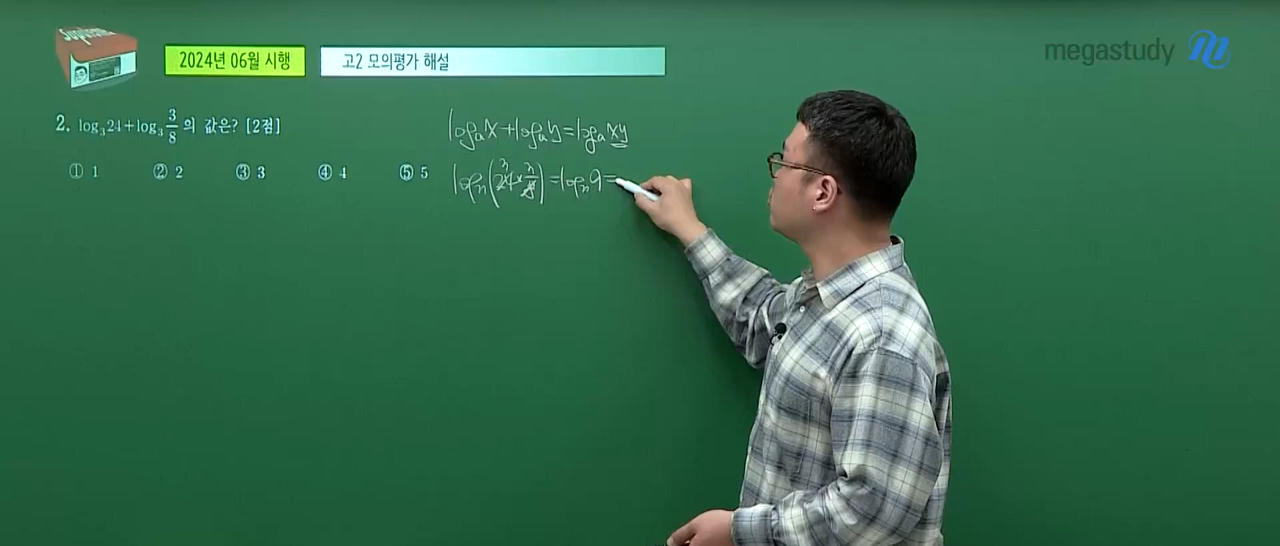 Suplement
2024년 06월 시행
고2 모의평가 해설
megastudy
2. log₃24+log₃3/8의 값은? [2점]
① 1 ② 2 ③ 3 ④ 4 ⑤ 5
logₐx+logₐy=logₐxy
log₃(24×3/8)=log₃9=